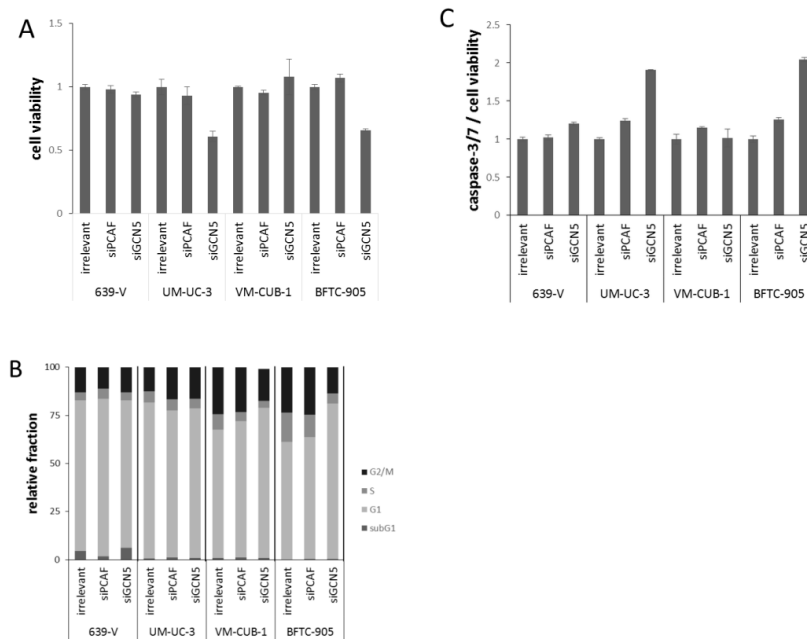 A
cell viability
1.5
1
0.5
0
irrelevant siPCAF siGCN5 irrelevant siPCAF siGCN5 irrelevant siPCAF siGCN5 irrelevant siPCAF siGCN5
639-V UM-UC-3 VM-CUB-1 BFTC-905
C
caspase-3/7 / cell viability
2.5
2
1.5
1
0.5
0
irrelevant siPCAF siGCN5 irrelevant siPCAF siGCN5 irrelevant siPCAF siGCN5 irrelevant siPCAF siGCN5
639-V UM-UC-3 VM-CUB-1 BFTC-905
B
relative fraction
100
75
50
25
0
G2/M
S
G1
subG1
irrelevant siPCAF siGCN5 irrelevant siPCAF siGCN5 irrelevant siPCAF siGCN5 irrelevant siPCAF siGCN5
639-V UM-UC-3 VM-CUB-1 BFTC-905